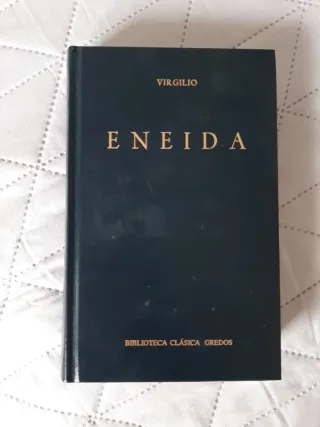 VIRGILIO
ENEIDA
BIBLIOTECA CLÁSICA GREDOS